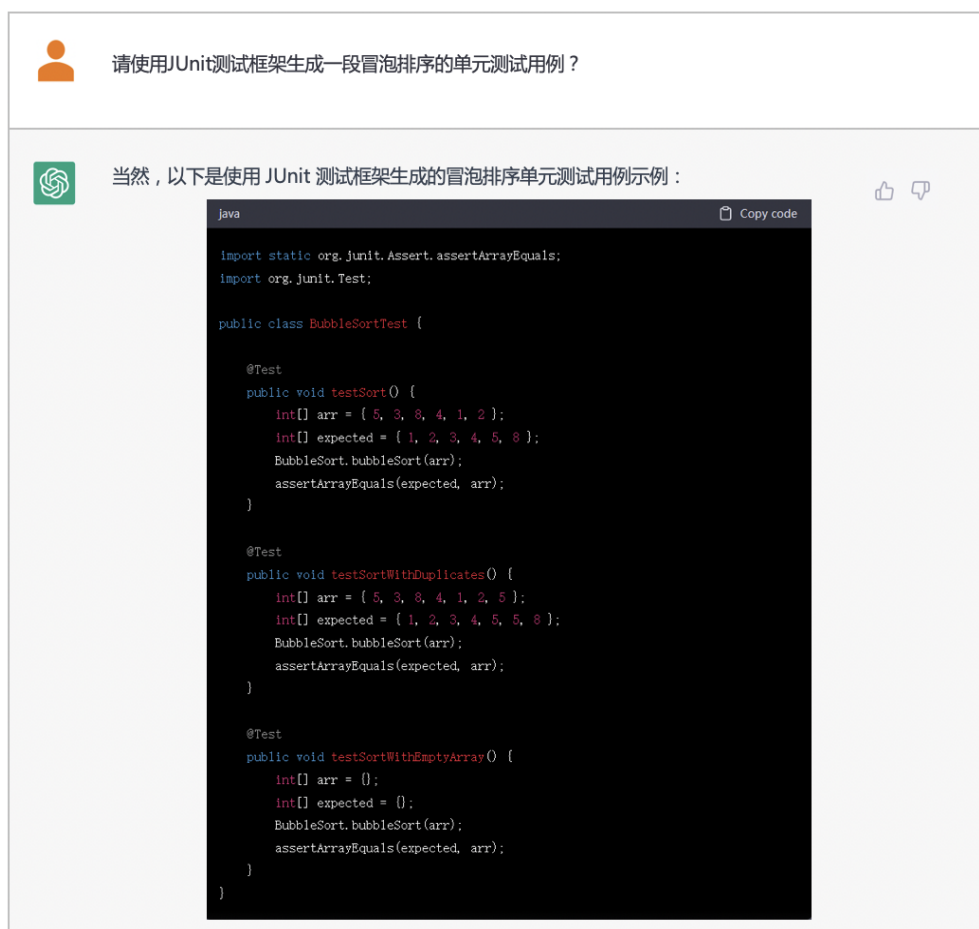 请使用JUnit测试框架生成一段冒泡排序的单元测试用例？
当然，以下是使用 JUnit 测试框架生成的冒泡排序单元测试用例示例：
java
Copy code
import static org.junit.Assert.assertArrayEquals;
import org.junit.Test;
public class BubbleSortTest {
@Test
public void testSort() {
int[] arr = { 5, 3, 8, 4, 1, 2 };
int[] expected = { 1, 2, 3, 4, 5, 8 };
BubbleSort.bubbleSort(arr);
assertArrayEquals(expected, arr);
}
@Test
public void testSortWithDuplicates() {
int[] arr = { 5, 3, 8, 4, 1, 2, 5 };
int[] expected = { 1, 2, 3, 4, 5, 5, 8 };
BubbleSort.bubbleSort(arr);
assertArrayEquals(expected, arr);
}
@Test
public void testSortWithEmptyArray() {
int[] arr = {};
int[] expected = {};
BubbleSort.bubbleSort(arr);
assertArrayEquals(expected, arr);
}
}